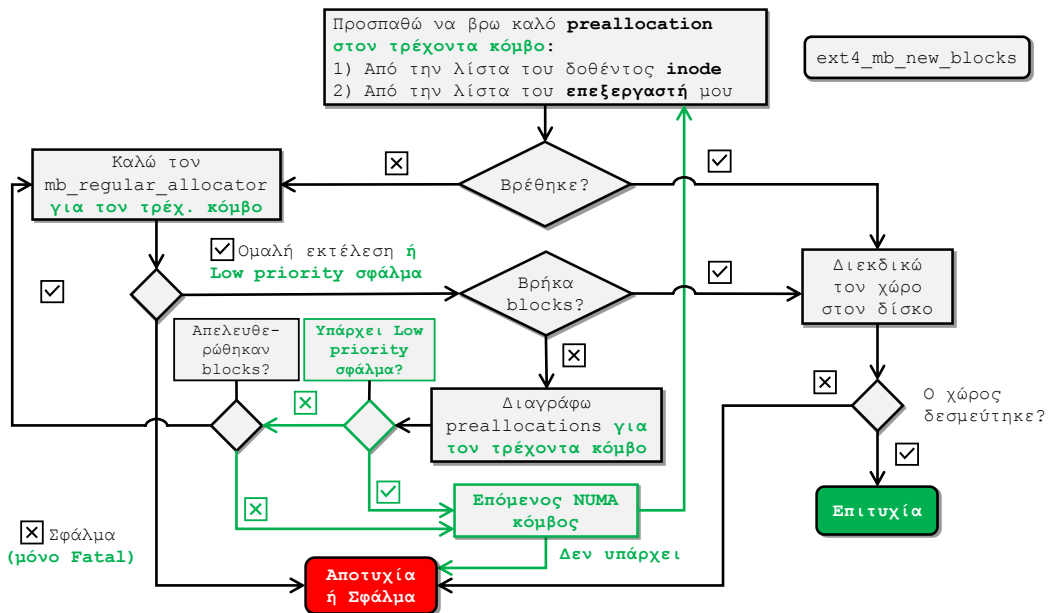 Προσπαθώ να βρω καλό preallocation
στον τρέχοντα κόμβο:
1) Από την λίστα του δοθέντος inode
2) Από την λίστα του επεξεργαστή μου
ext4_mb_new_blocks
Καλώ τον
mb_regular_allocator
για τον τρέχ. κόμβο
Βρέθηκε?
Ομαλή εκτέλεση ή
Low priority σφάλμα
Βρήκα
blocks?
Διεκδικώ
τον χώρο
στον δίσκο
Απελευθε-
ρώθηκαν
blocks?
Υπάρχει Low
priority
σφάλμα?
Διαγράφω
preallocations για
τον τρέχοντα κόμβο
Ο χώρος
δεσμεύτηκε?
Επόμενος NUMA
κόμβος
Επιτυχία
Σφάλμα
(μόνο Fatal)
Δεν υπάρχει
Αποτυχία
ή Σφάλμα